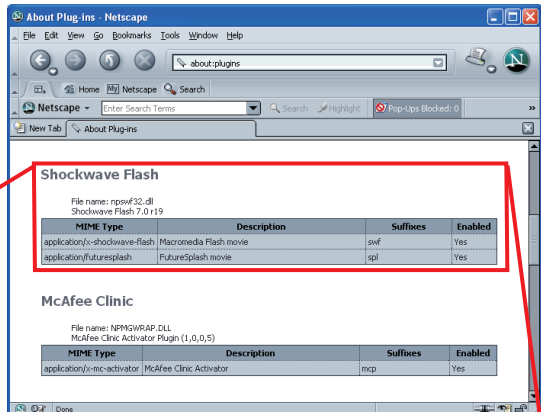 About Plug-ins - Netscape
File Edit View Go Bookmarks Tools Window Help
about:plugins
Home My Netscape Search
Netscape Enter Search Terms Search Highlight Pop-Ups Blocked: 0 »
New Tab About Plug-ins
Shockwave Flash
File name: npswf32.dll
Shockwave Flash 7.0 r19
MIME Type Description Suffixes Enabled
application/x-shockwave-flash Macromedia Flash movie swf Yes
application/futuresplash FutureSplash movie spl Yes
McAfee Clinic
File name: NPMGWRAP.DLL
McAfee Clinic Activator Plugin (1,0,0,5)
MIME Type Description Suffixes Enabled
application/x-mc-activator McAfee Clinic Activator mcp Yes
Done